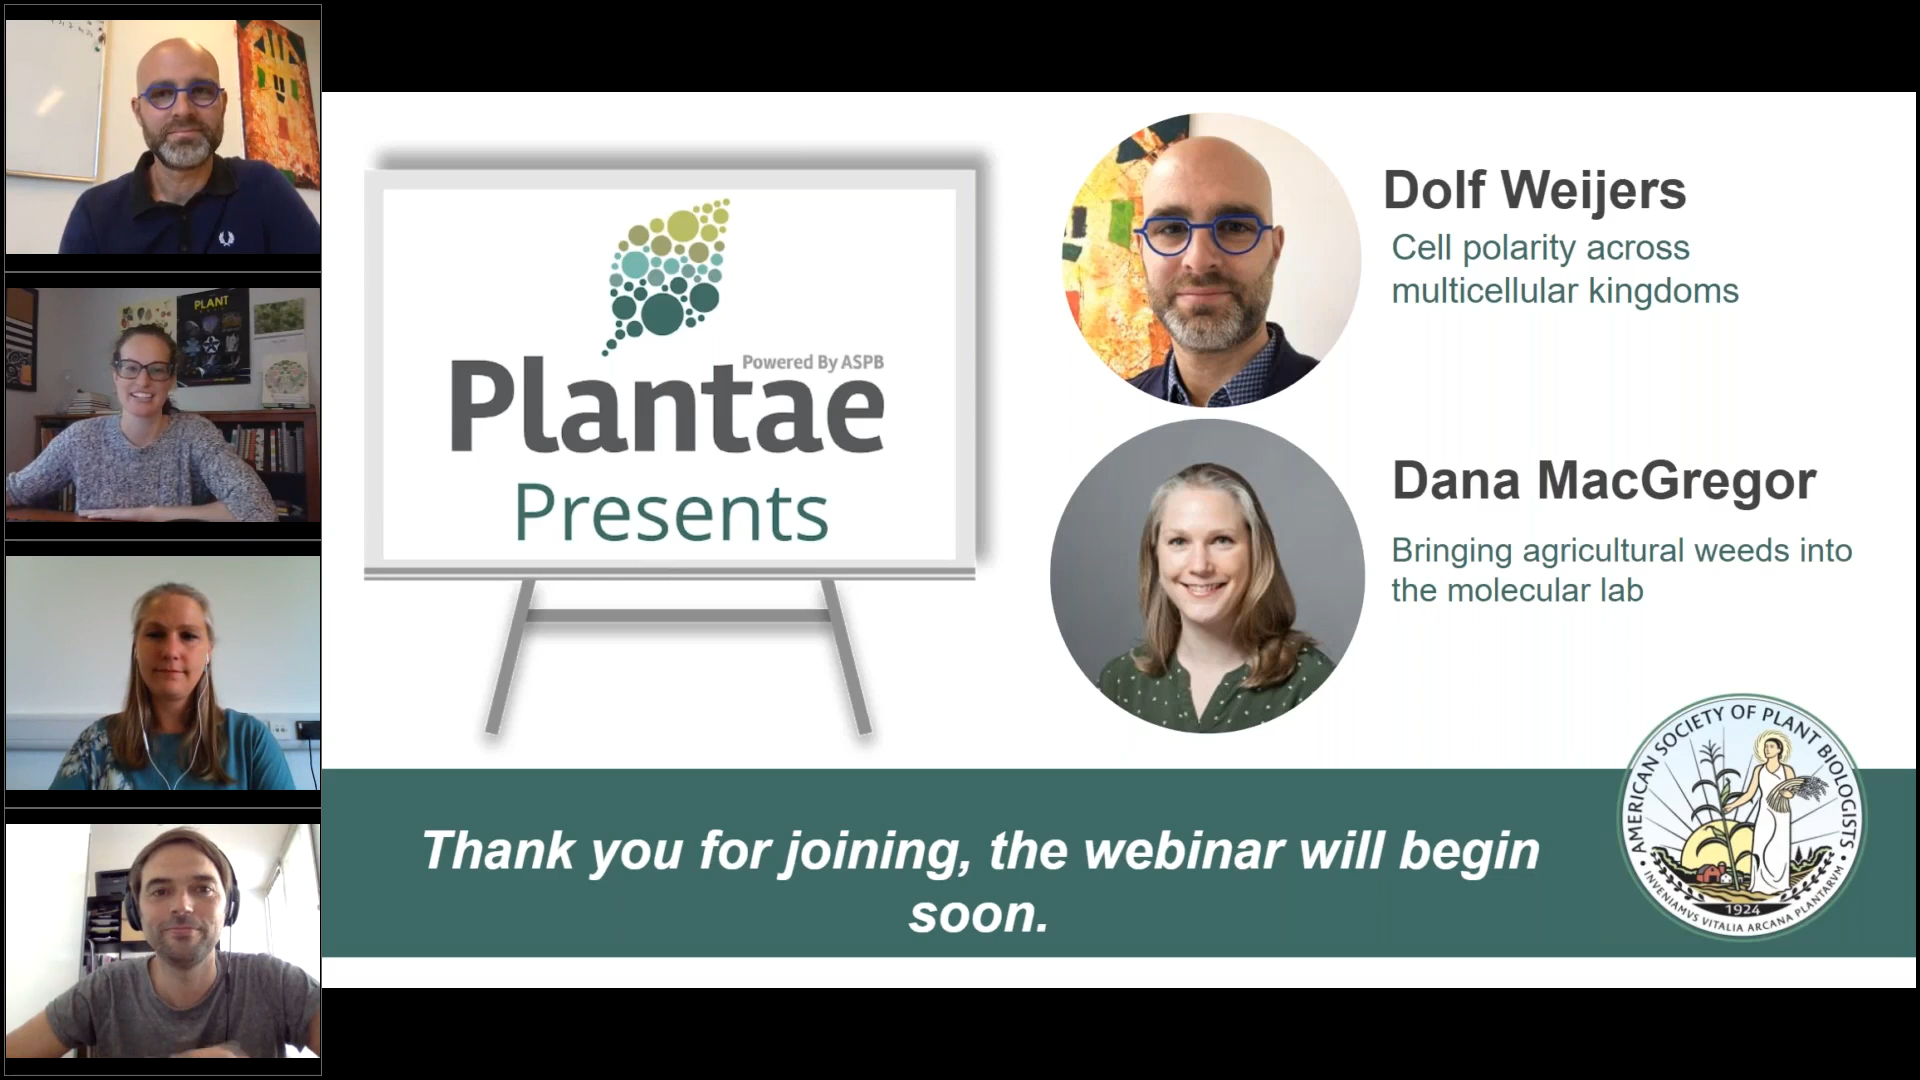 PLANT
Powered By ASPB
Plantae
Presents
Dolf Weijers
Cell polarity across
multicellular kingdoms
Dana MacGregor
Bringing agricultural weeds into
the molecular lab
Thank you for joining, the webinar will begin
soon.
AMERICAN SOCIETY OF PLANT BIOLOGISTS
1924
INVENIAMVS VITALIA ARCANA PLANTARVM